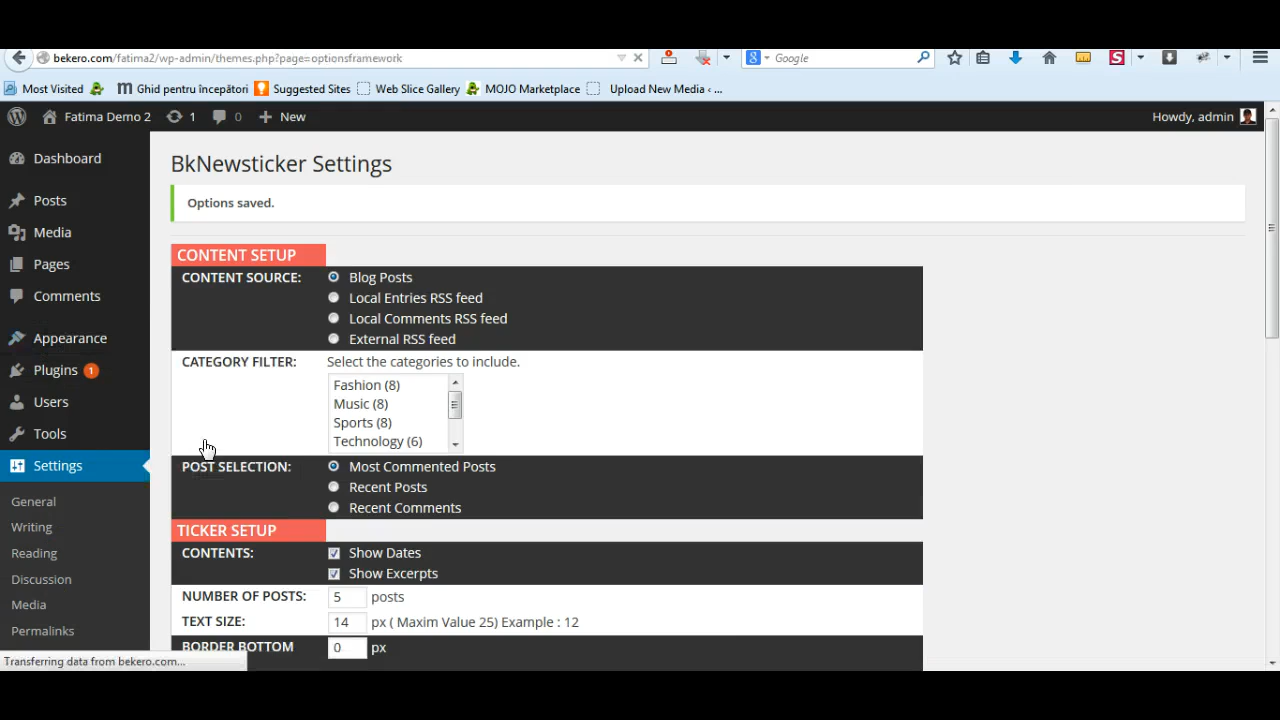 bekero.com/fatima2/wp-admin/themes.php?page=optionsframework
Google
Most Visited
Ghid pentru începători
Suggested Sites
Web Slice Gallery
MOJO Marketplace
Upload New Media ‹ ...
Fatima Demo 2
1
0
New
Howdy, admin
Dashboard
Posts
Media
Pages
Comments
Appearance
Plugins 1
Users
Tools
Settings
General
Writing
Reading
Discussion
Media
Permalinks
BkNewsticker Settings
Options saved.
CONTENT SETUP
CONTENT SOURCE:
Blog Posts
Local Entries RSS feed
Local Comments RSS feed
External RSS feed
CATEGORY FILTER:
Select the categories to include.
Fashion (8)
Music (8)
Sports (8)
Technology (6)
POST SELECTION:
Most Commented Posts
Recent Posts
Recent Comments
TICKER SETUP
CONTENTS:
Show Dates
Show Excerpts
NUMBER OF POSTS: 5 posts
TEXT SIZE: 14 px ( Maxim Value 25) Example : 12
BORDER BOTTOM 0 px
Transferring data from bekero.com...